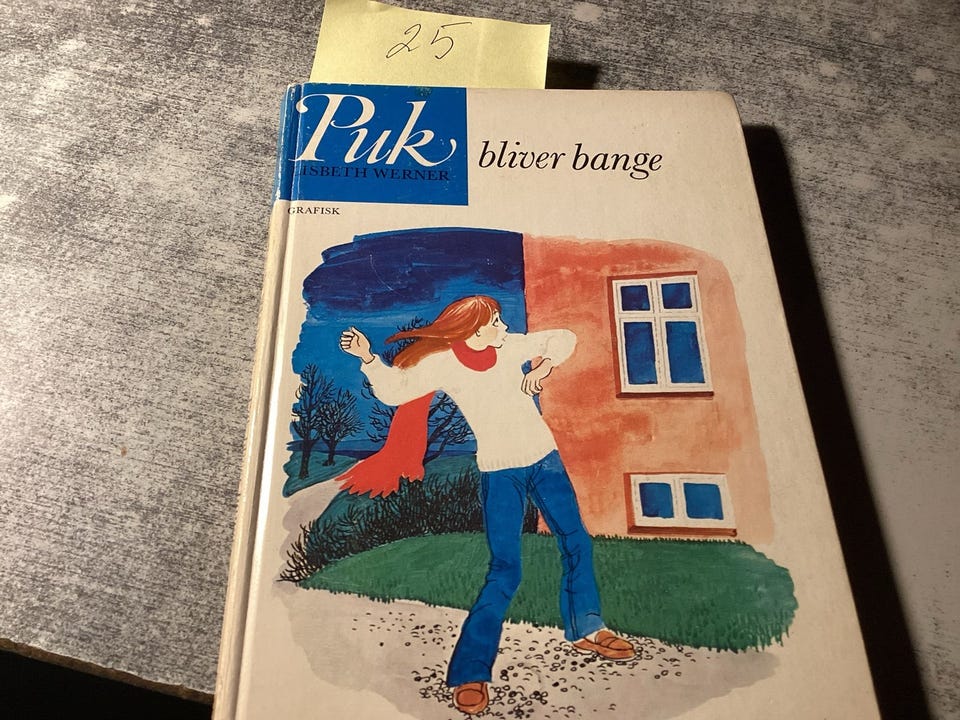 25
Puk
LISBETH WERNER
bliver bange
GRAFISK